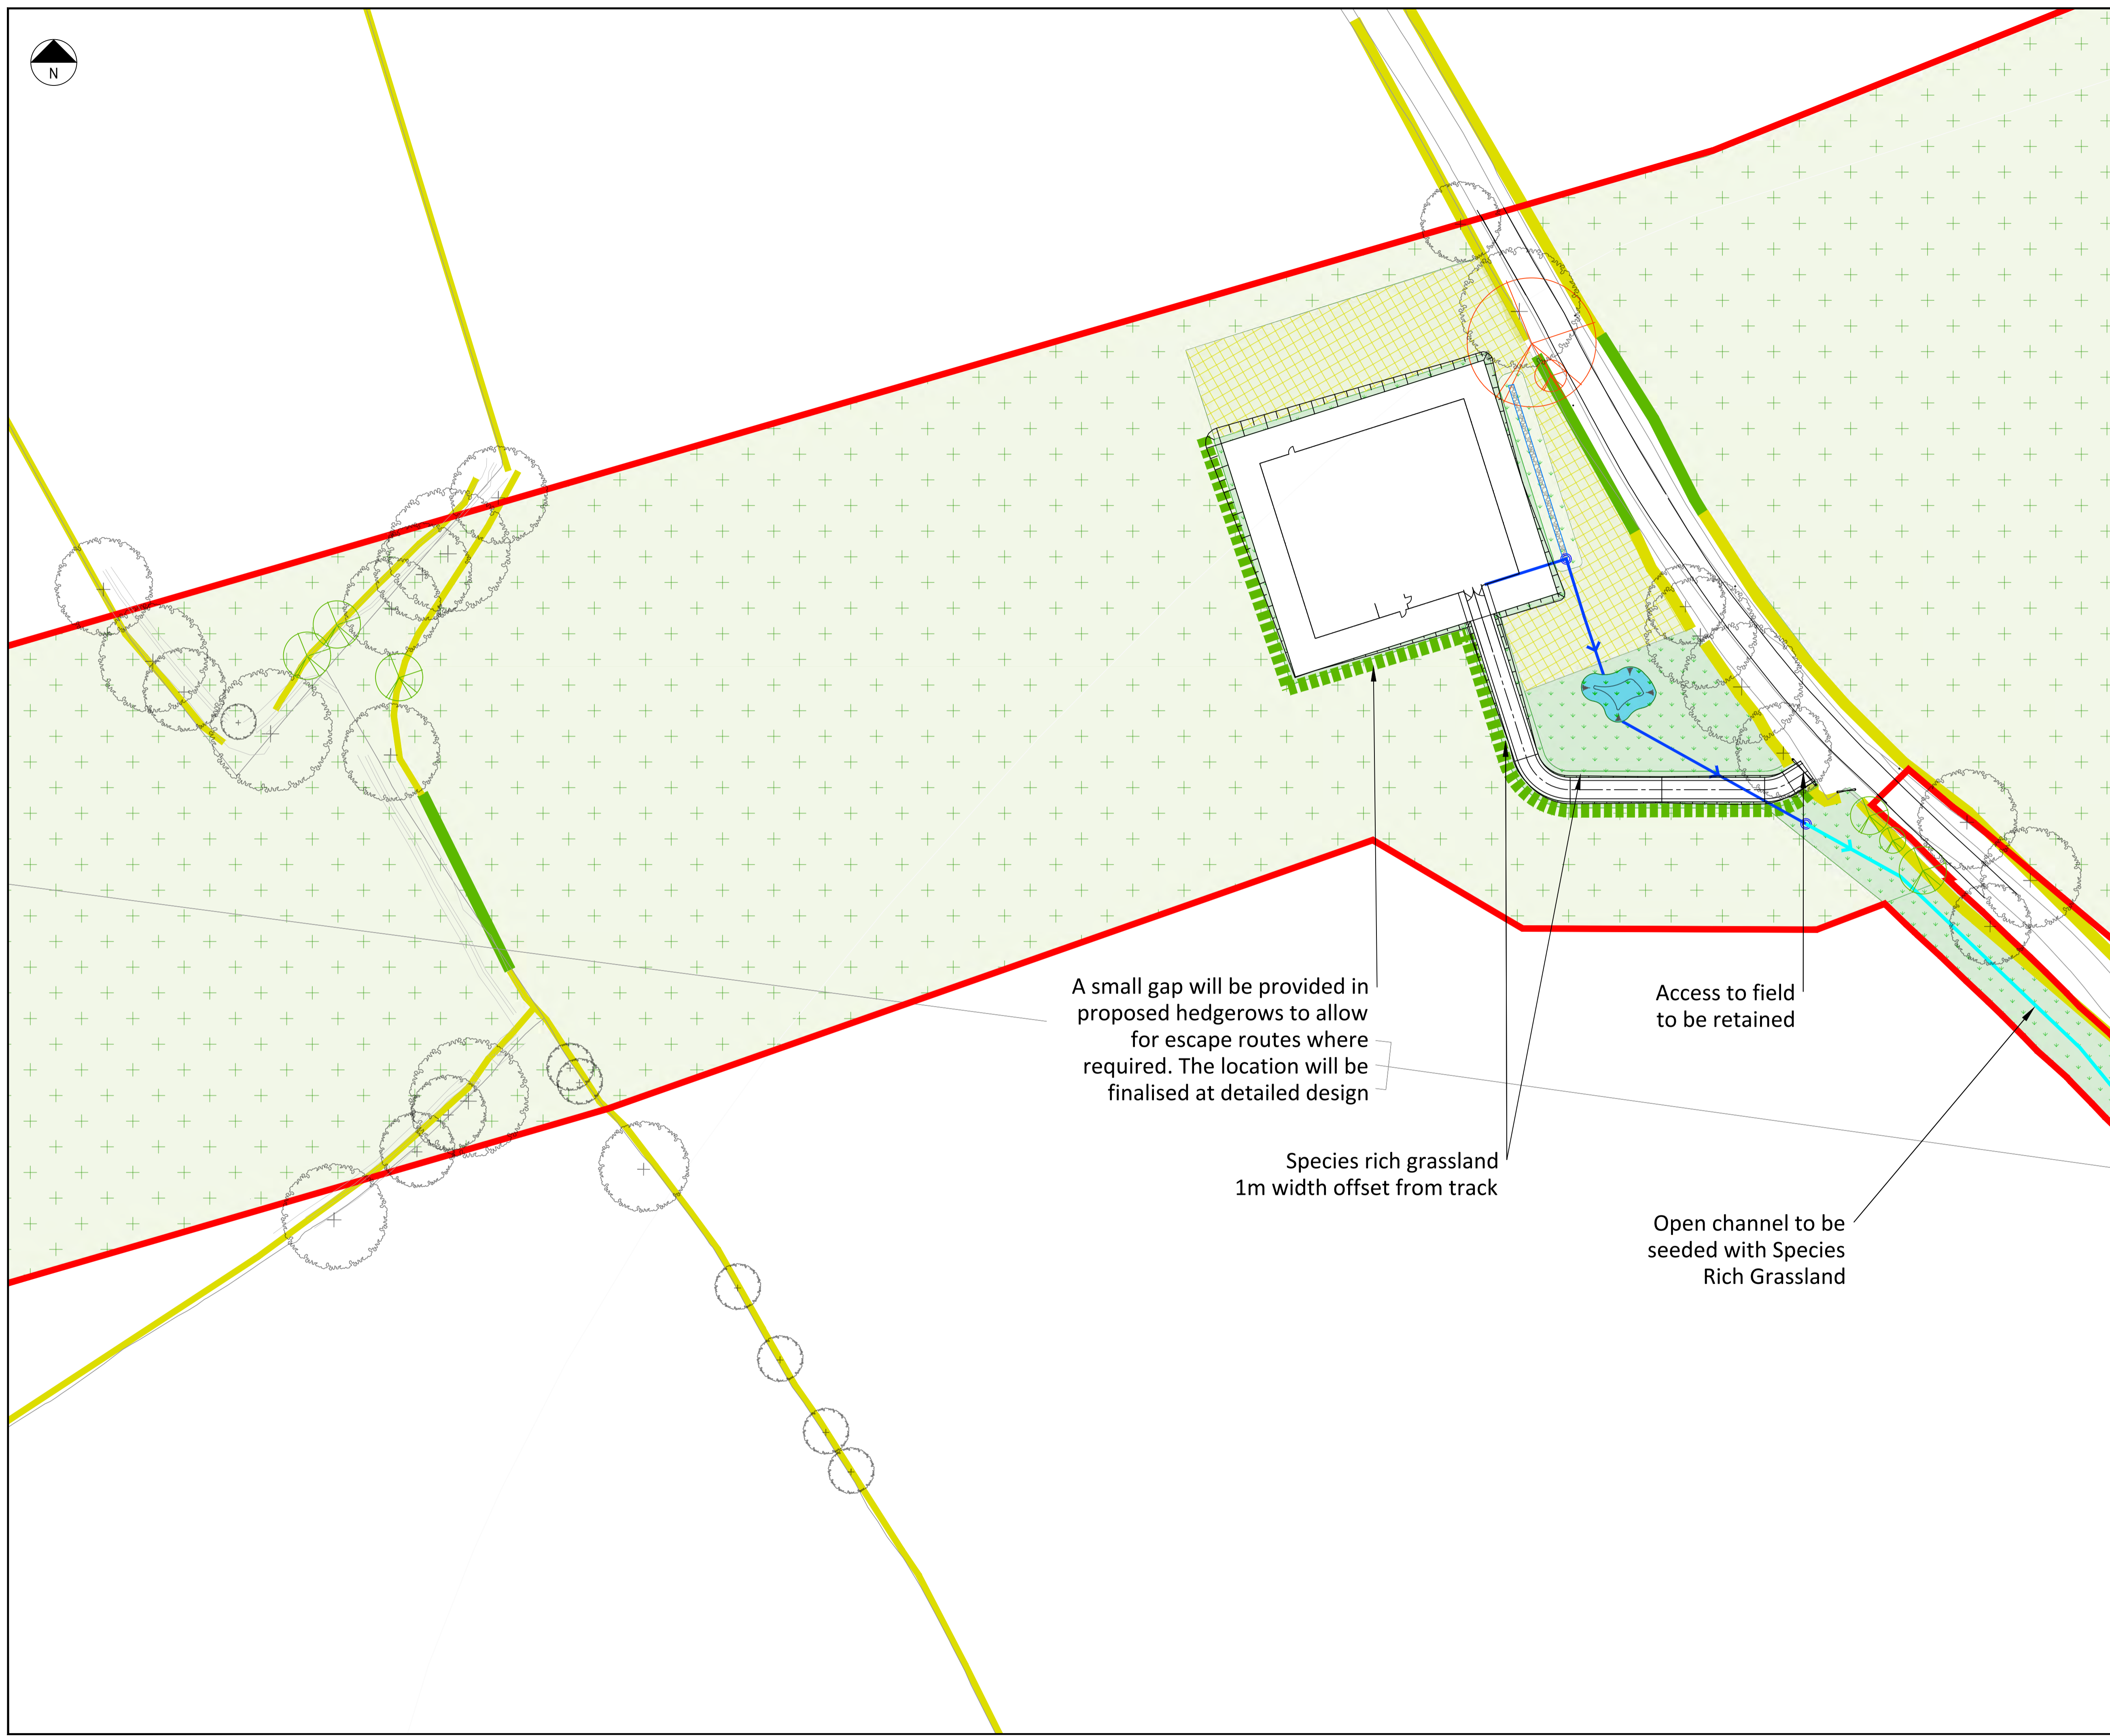 N
A small gap will be provided in
proposed hedgerows to allow
for escape routes where
required. The location will be
finalised at detailed design
Access to field
to be retained
Species rich grassland
1m width offset from track
Open channel to be
seeded with Species
Rich Grassland